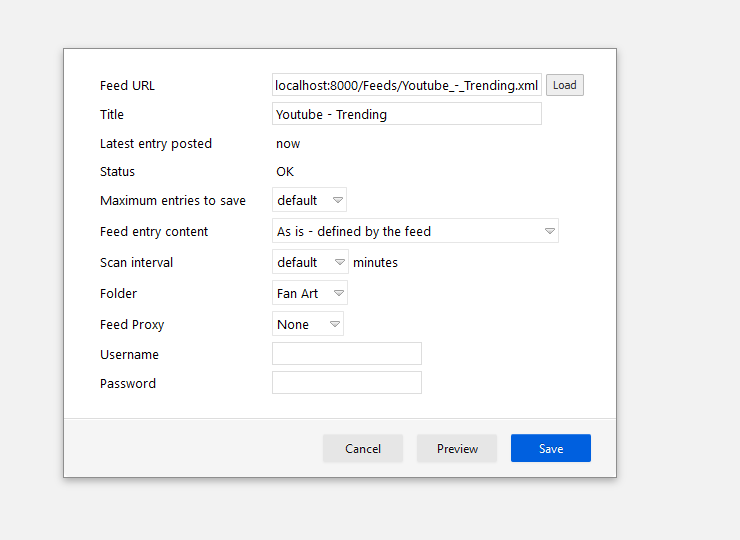 Feed URL localhost:8000/Feeds/Youtube_-_Trending.xml Load
Title Youtube - Trending
Latest entry posted now
Status OK
Maximum entries to save default
Feed entry content As is - defined by the feed
Scan interval default minutes
Folder Fan Art
Feed Proxy None
Username
Password
Cancel Preview Save